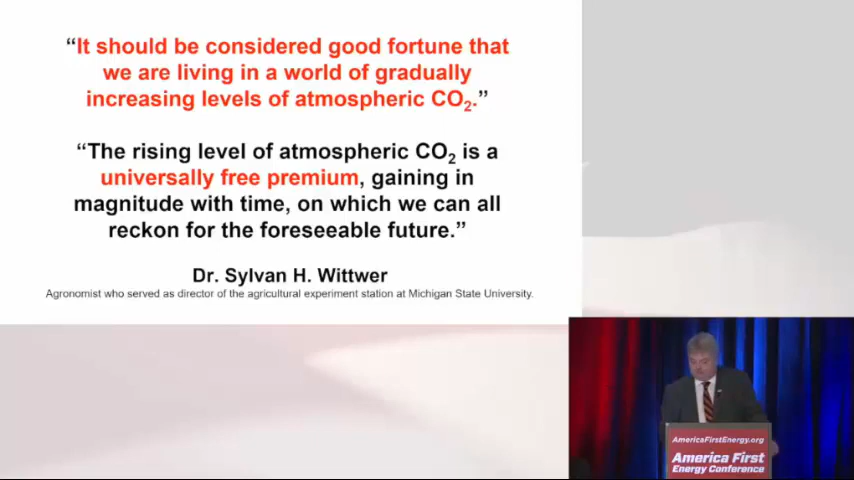 “It should be considered good fortune that
we are living in a world of gradually
increasing levels of atmospheric CO₂.”
“The rising level of atmospheric CO₂ is a
universally free premium, gaining in
magnitude with time, on which we can all
reckon for the foreseeable future.”
Dr. Sylvan H. Wittwer
Agronomist who served as director of the agricultural experiment station at Michigan State University.
AmericaFirstEnergy.org
America First
Energy Conference